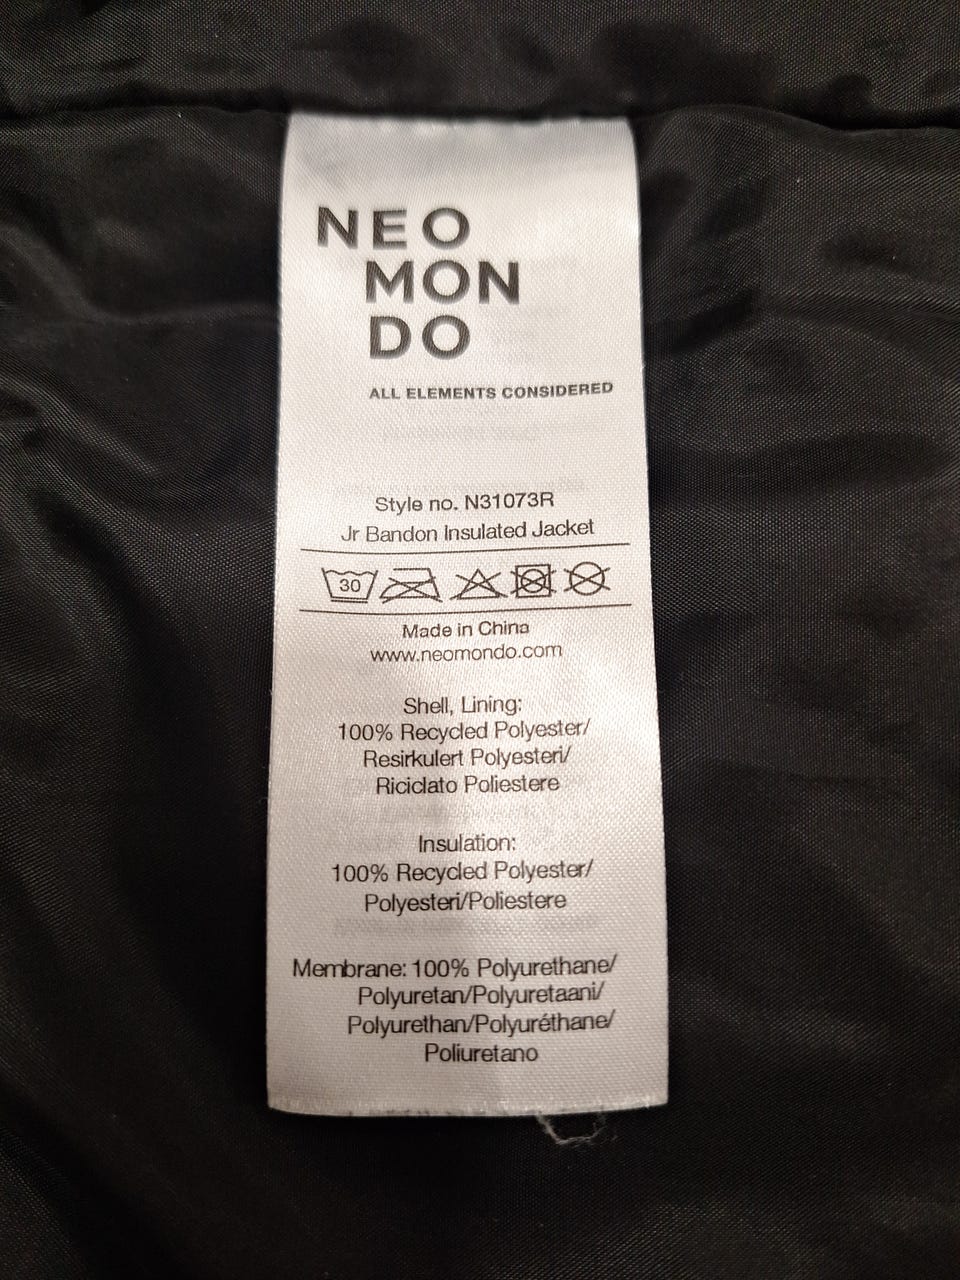 NEO
MON
DO
ALL ELEMENTS CONSIDERED
Style no. N31073R
Jr Bandon Insulated Jacket
30
Made in China
www.neomondo.com
Shell, Lining:
100% Recycled Polyester/
Resirkulert Polyesteri/
Riciclato Poliestere
Insulation:
100% Recycled Polyester/
Polyesteri/Poliestere
Membrane: 100% Polyurethane/
Polyuretan/Polyuretaani/
Polyurethan/Polyuréthane/
Poliuretano